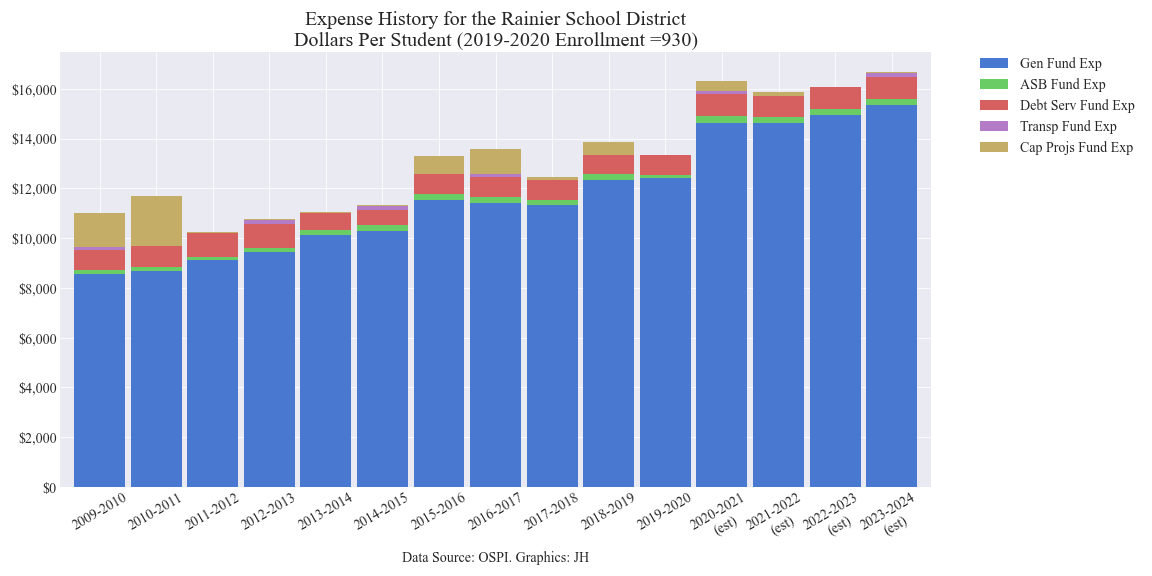 Expense History for the Rainier School District
Dollars Per Student (2019-2020 Enrollment =930)
$16,000
$14,000
$12,000
$10,000
$8,000
$6,000
$4,000
$2,000
$0
2009-2010
2010-2011
2011-2012
2012-2013
2013-2014
2014-2015
2015-2016
2016-2017
2017-2018
2018-2019
2019-2020
2020-2021
(est)
2021-2022
(est)
2022-2023
(est)
2023-2024
(est)
Gen Fund Exp
ASB Fund Exp
Debt Serv Fund Exp
Transp Fund Exp
Cap Projs Fund Exp
Data Source: OSPI. Graphics: JH